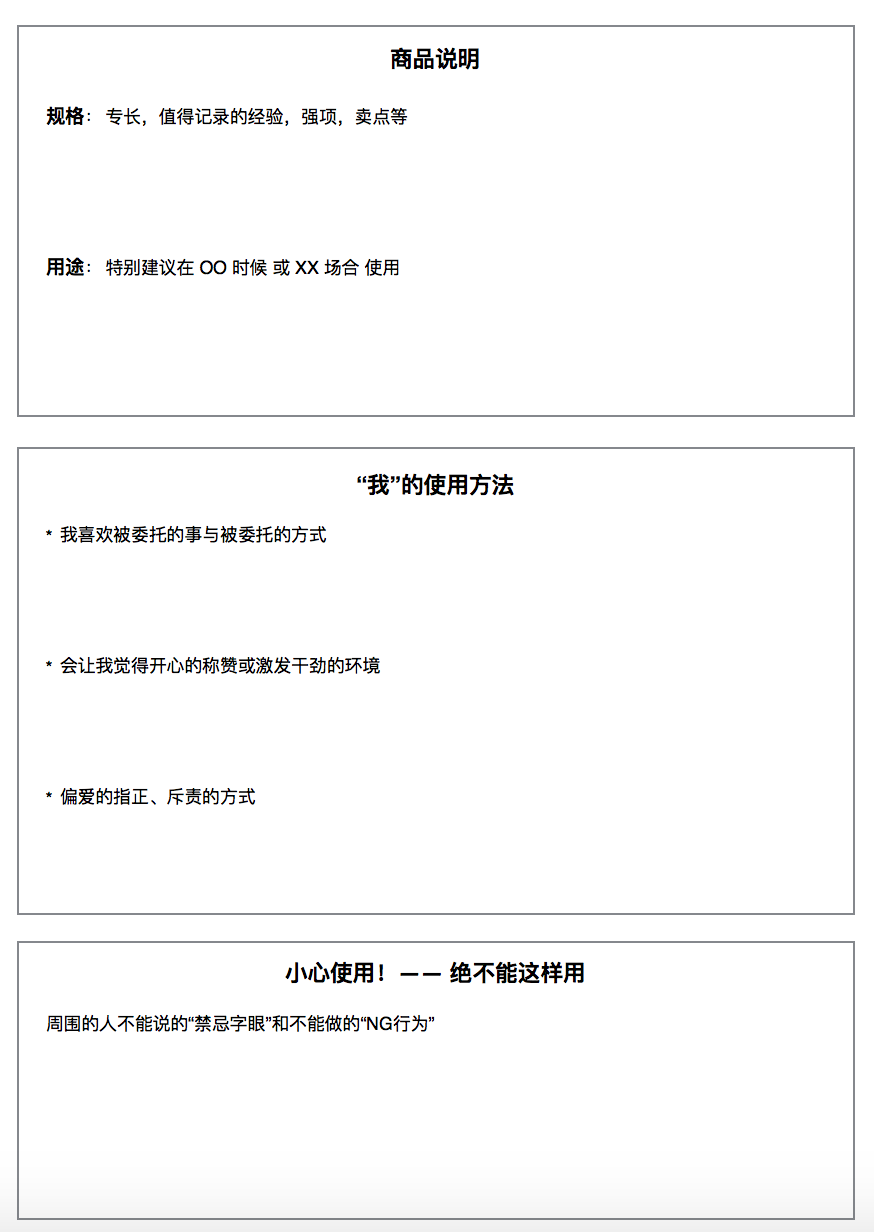 商品说明
规格： 专长，值得记录的经验，强项，卖点等
用途： 特别建议在 OO 时候 或 XX 场合 使用
“我”的使用方法
* 我喜欢被委托的事与被委托的方式
* 会让我觉得开心的称赞或激发干劲的环境
* 偏爱的指正、斥责的方式
小心使用！—— 绝不能这样用
周围的人不能说的“禁忌字眼”和不能做的“NG行为”